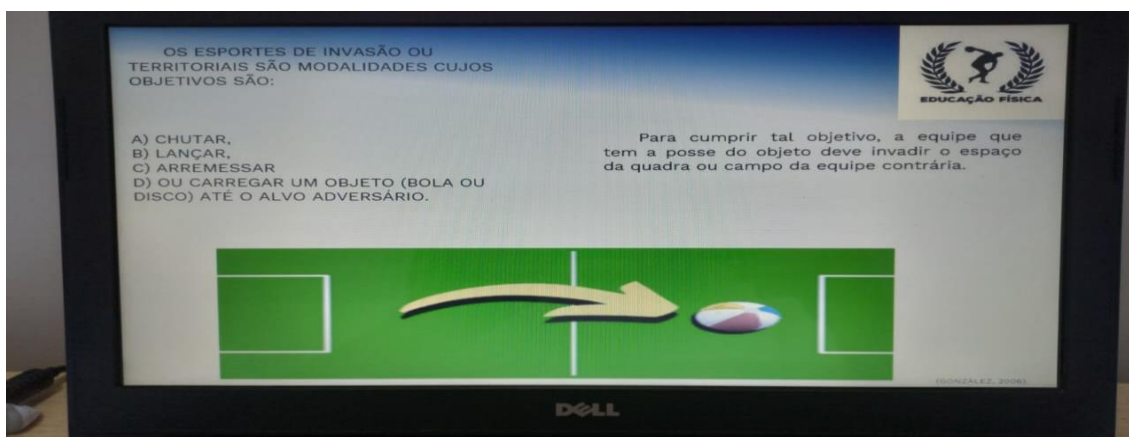 OS ESPORTES DE INVASÃO OU
TERRITORIAIS SÃO MODALIDADES CUJOS
OBJETIVOS SÃO:
EDUCAÇÃO FÍSICA
A) CHUTAR,
B) LANÇAR,
C) ARREMESSAR
D) OU CARREGAR UM OBJETO (BOLA OU
DISCO) ATÉ O ALVO ADVERSÁRIO.
Para cumprir tal objetivo, a equipe que
tem a posse do objeto deve invadir o espaço
da quadra ou campo da equipe contrária.
(GONZÁLEZ, 2006)
DELL